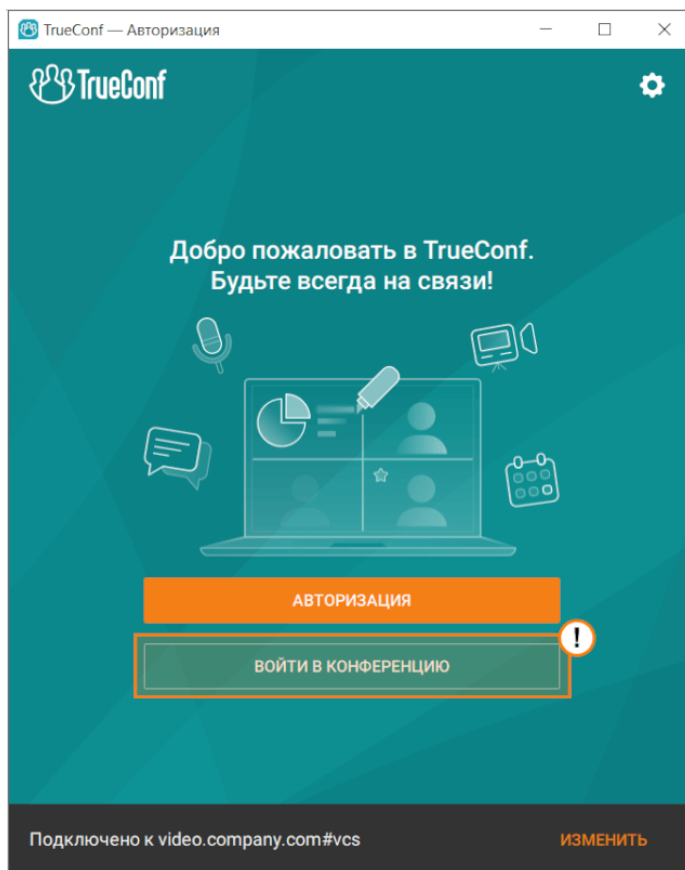 TrueConf — Авторизация
TrueConf
Добро пожаловать в TrueConf.
Будьте всегда на связи!
АВТОРИЗАЦИЯ
!
ВОЙТИ В КОНФЕРЕНЦИЮ
Подключено к video.company.com#vcs
ИЗМЕНИТЬ